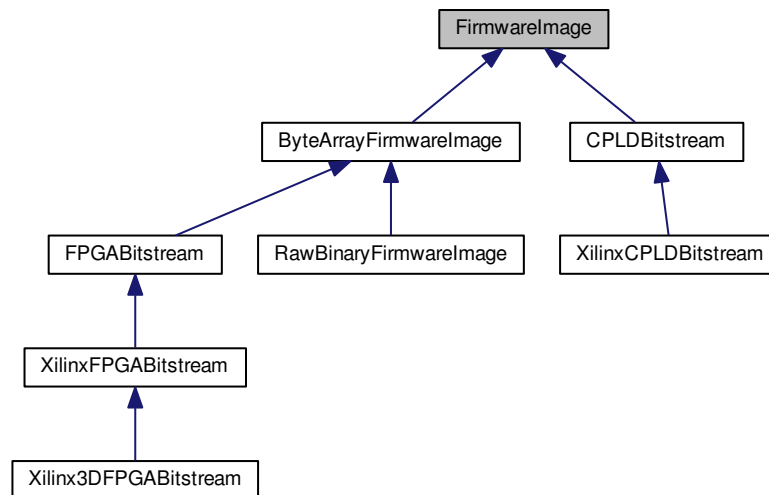 FirmwareImage
ByteArrayFirmwareImage
CPLDBitstream
FPGABitstream
RawBinaryFirmwareImage
XilinxCPLDBitstream
XilinxFPGABitstream
Xilinx3DFPGABitstream